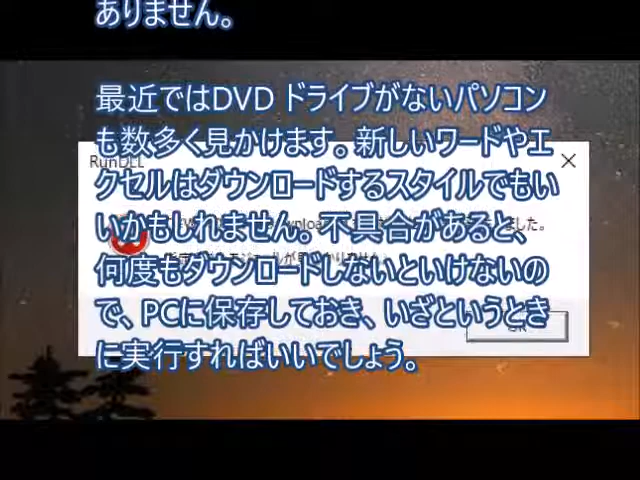 ありません。
最近ではDVD ドライブがないパソコン
も数多く見かけます。新しいワードやエ
RunDLL
クセルはダウンロードするスタイルでもい
いかもしれません。不具合があると、
ました。
何度もダウンロードしないといけないの
で、PCに保存しておき、いざというとき
OK
に実行すればいいでしょう。